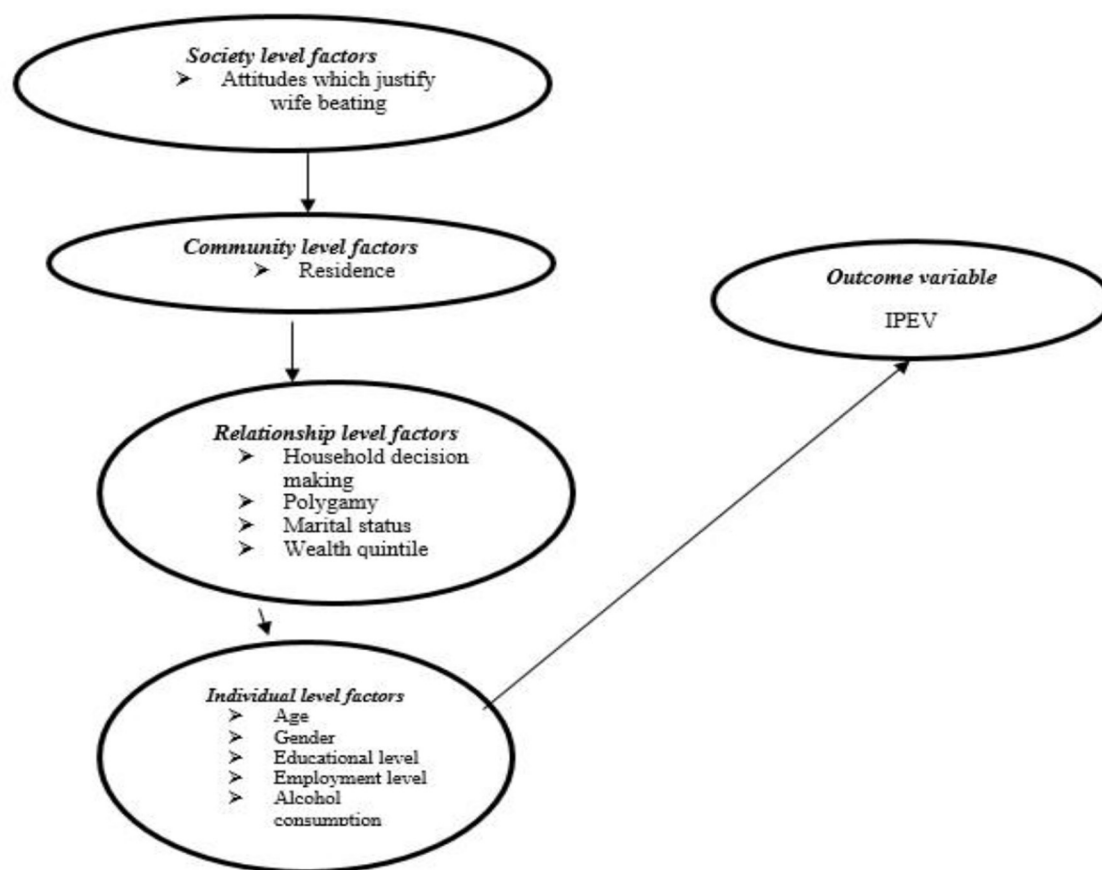 Society level factors
➢ Attitudes which justify
wife beating
Community level factors
➢ Residence
Outcome variable
IPEV
Relationship level factors
➢ Household decision
making
➢ Polygamy
➢ Marital status
➢ Wealth quintile
Individual level factors
➢ Age
➢ Gender
➢ Educational level
➢ Employment level
➢ Alcohol
consumption